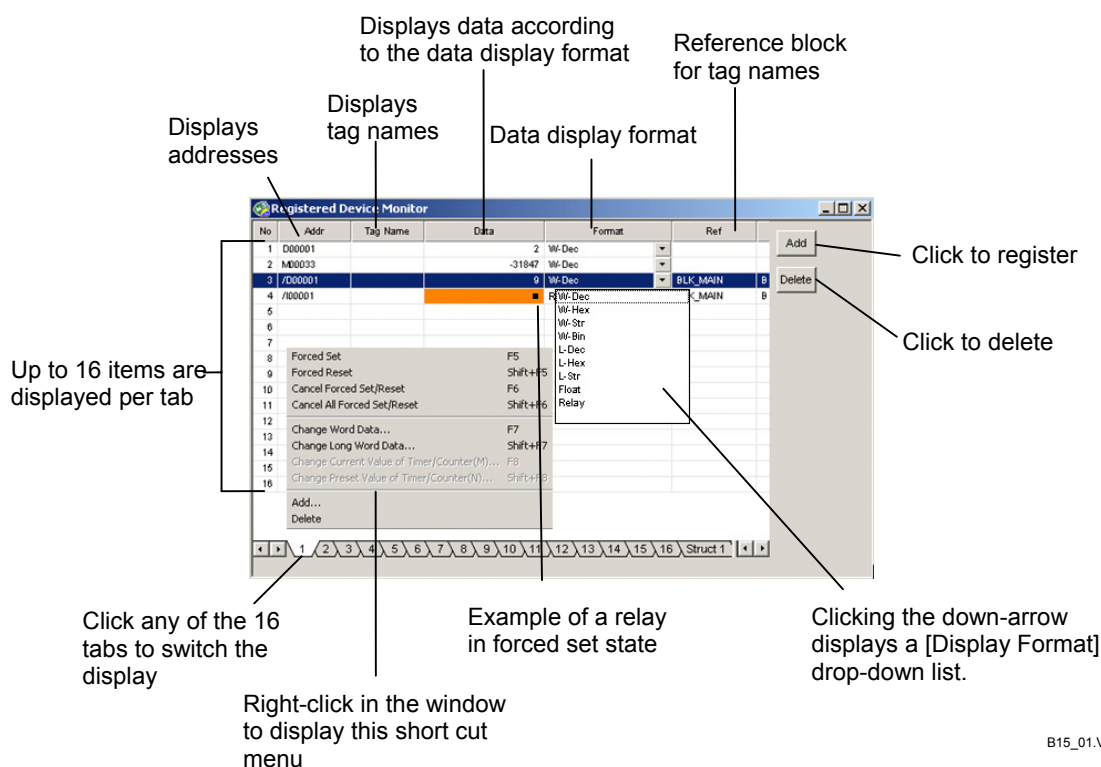 Displays data according
to the data display format
Reference block
for tag names
Displays
tag names
Data display format
Displays
addresses
Registered Device Monitor
No Addr Tag Name Data Format Ref
1 D00001 2 W-Dec
2 M00033 -31847 W-Dec
3 /D00001 9 W-Dec BLK_MAIN B
4 /I00001 ■ MAIN B
5
6
7
8
9
10
11
12
13
14
15
16
W-Dec
W-Hex
W-Str
W-Bin
L-Dec
L-Hex
L-Str
Float
Relay
Forced Set F5
Forced Reset Shift+F5
Cancel Forced Set/Reset F6
Cancel All Forced Set/Reset Shift+F6
Change Word Data... F7
Change Long Word Data... Shift+F7
Change Current Value of Timer/Counter(M)... F8
Change Preset Value of Timer/Counter(N)... Shift+F8
Add...
Delete
1 2 3 4 5 6 7 8 9 10 11 12 13 14 15 16 Struct 1
Add
Delete
Click to register
Click to delete
Up to 16 items are
displayed per tab
Click any of the 16
tabs to switch the
display
Example of a relay
in forced set state
Clicking the down-arrow
displays a [Display Format]
drop-down list.
Right-click in the window
to display this short cut
menu
B15_01.